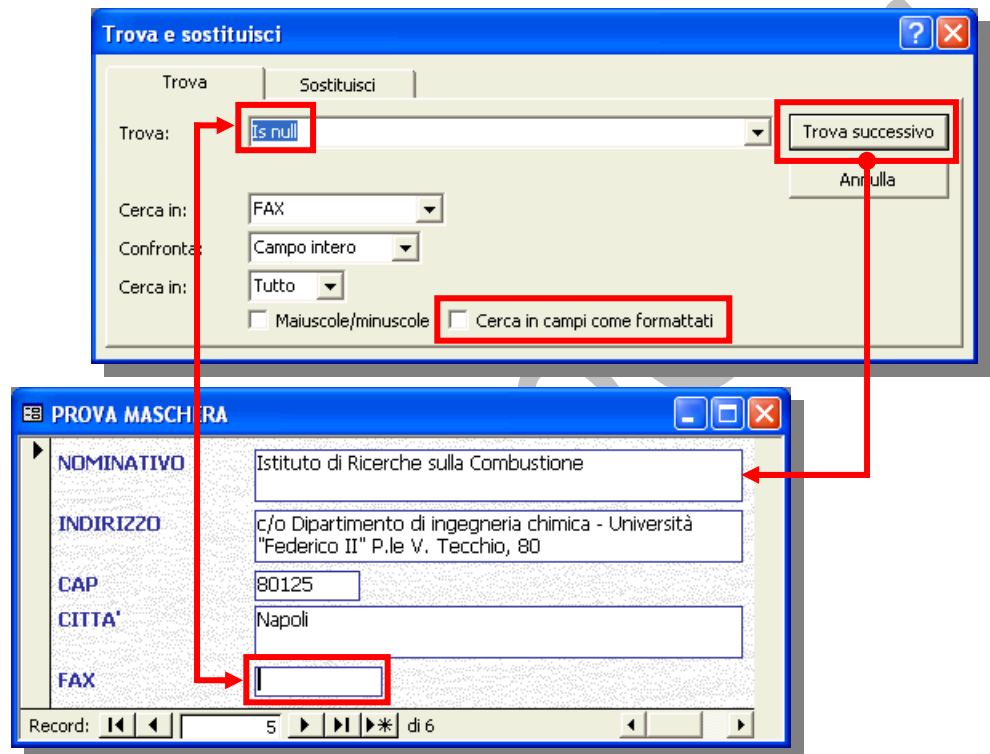 Trova e sostituisci
Trova Sostituisci
Trova: Is null Trova successivo
Annulla
Cerca in: FAX
Confronta: Campo intero
Cerca in: Tutto
Maiuscole/minuscole Cerca in campi come formattati
PROVA MASCHERA
NOMINATIVO Istituto di Ricerche sulla Combustione
INDIRIZZO c/o Dipartimento di ingegneria chimica - Università
"Federico II" P.le V. Tecchio, 80
CAP 80125
CITTA' Napoli
FAX
Record: 5 di 6